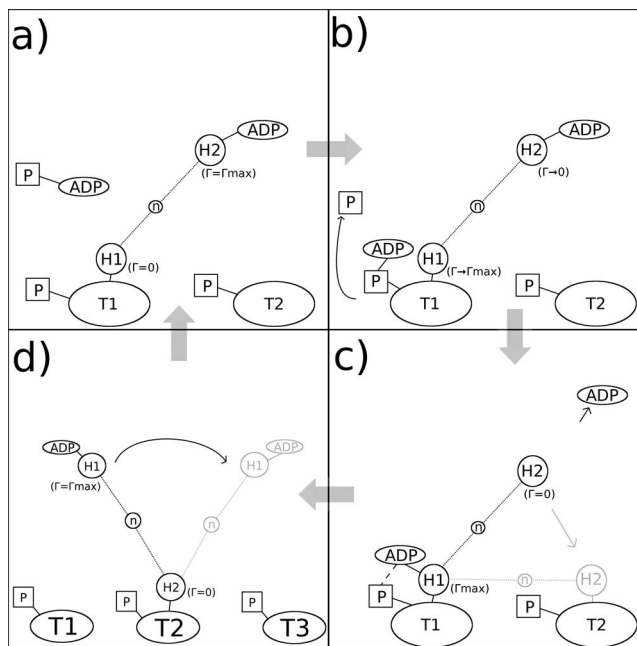 a)
H2
ADP
(Γ=Γmax)
P
ADP
n
H1
(Γ=0)
P
T1
P
T2
b)
H2
ADP
(Γ→0)
P
n
ADP
H1
P
(Γ→Γmax)
T1
P
T2
c)
ADP
H2
(Γ=0)
n
ADP
H1
n
H2
P
(Γmax)
P
T1
T2
d)
ADP
H1
H1
ADP
(Γ=Γmax)
n
n
H2
(Γ=0)
P
P
P
T1
T2
T3